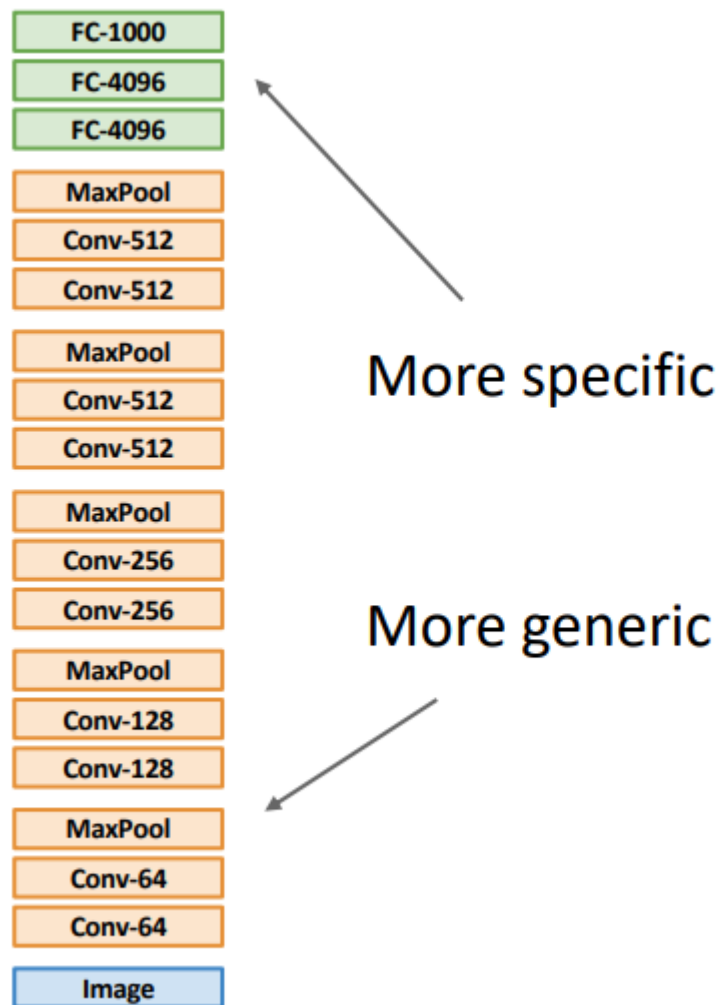 FC-1000
FC-4096
FC-4096
MaxPool
Conv-512
Conv-512
MaxPool
Conv-512
Conv-512
MaxPool
Conv-256
Conv-256
MaxPool
Conv-128
Conv-128
MaxPool
Conv-64
Conv-64
Image
More specific
More generic